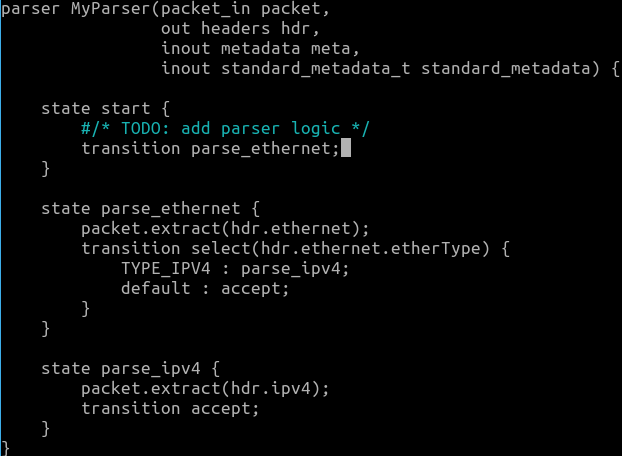 parser MyParser(packet_in packet,
                out headers hdr,
                inout metadata meta,
                inout standard_metadata_t standard_metadata) {

    state start {
        #/* TODO: add parser logic */
        transition parse_ethernet;
    }

    state parse_ethernet {
        packet.extract(hdr.ethernet);
        transition select(hdr.ethernet.etherType) {
            TYPE_IPV4 : parse_ipv4;
            default : accept;
        }
    }

    state parse_ipv4 {
        packet.extract(hdr.ipv4);
        transition accept;
    }
}